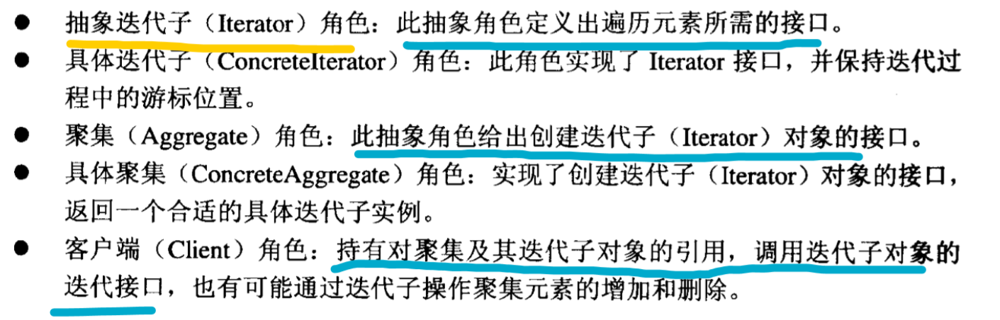 ● 抽象迭代子（Iterator）角色：此抽象角色定义出遍历元素所需的接口。
● 具体迭代子（ConcreteIterator）角色：此角色实现了 Iterator 接口，并保持迭代过
程中的游标位置。
● 聚集（Aggregate）角色：此抽象角色给出创建迭代子（Iterator）对象的接口。
● 具体聚集（ConcreteAggregate）角色：实现了创建迭代子（Iterator）对象的接口，
返回一个合适的具体迭代子实例。
● 客户端（Client）角色：持有对聚集及其迭代子对象的引用，调用迭代子对象的
迭代接口，也有可能通过迭代子操作聚集元素的增加和删除。